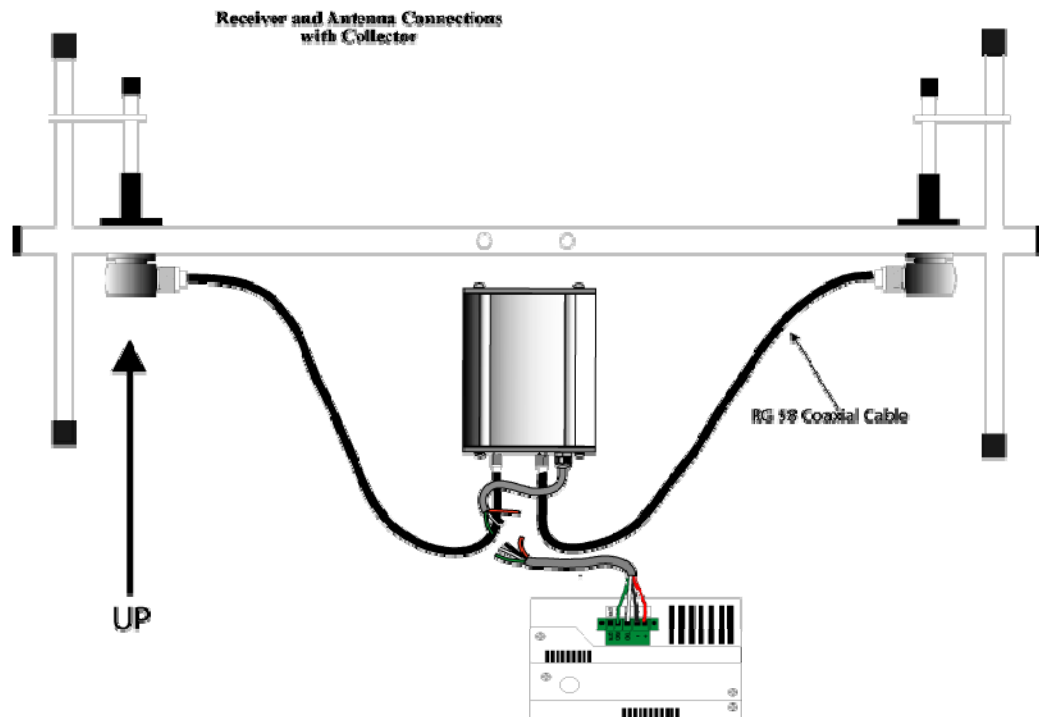 Receiver and Antenna Connections
with Collector
RG 58 Coaxial Cable
UP